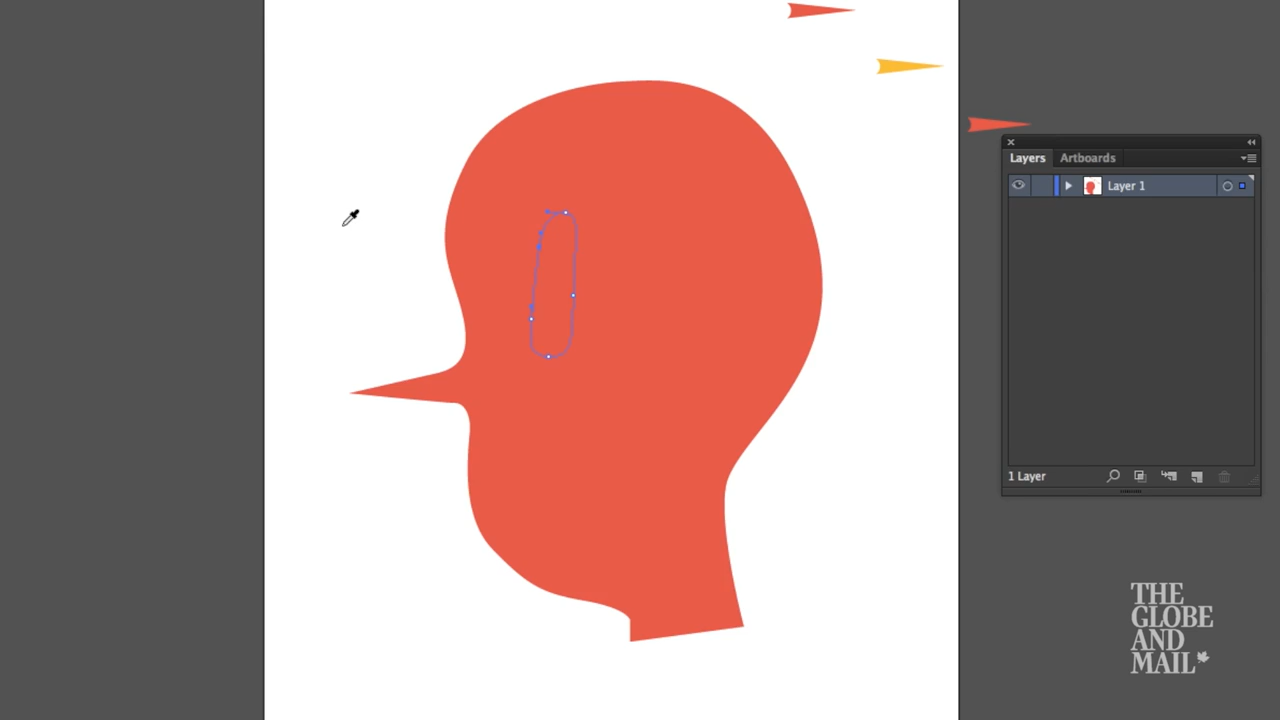 Layers Artboards
Layer 1
1 Layer
THE
GLOBE
AND
MAIL